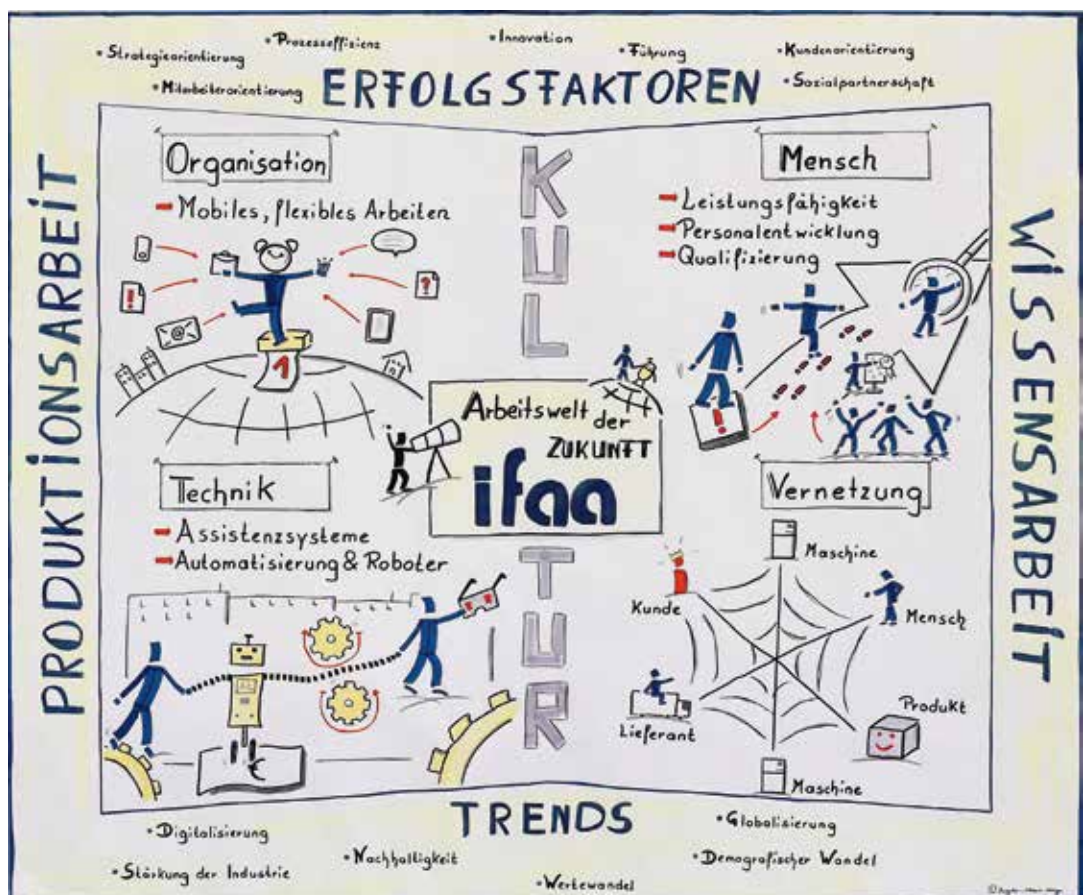 • Strategieorientierung
• Prozesseffizienz
• Innovation
• Führung
• Kundenorientierung
• Mitarbeiterorientierung
• Sozialpartnerschaft
ERFOLGSFAKTOREN
PRODUKTIONSARBEIT
KULTUR
WISSENSARBEIT
Organisation
Mobiles, flexibles Arbeiten
!
?
@
1
Mensch
Leistungsfähigkeit
Personalentwicklung
Qualifizierung
!
Arbeitswelt der
ZUKUNFT
ifaa
Technik
Assistenzsysteme
Automatisierung & Roboter
€
Vernetzung
Maschine
Kunde
Mensch
Lieferant
Produkt
Maschine
TRENDS
• Digitalisierung
• Globalisierung
• Stärkung der Industrie
• Nachhaltigkeit
• Demografischer Wandel
• Wertewandel